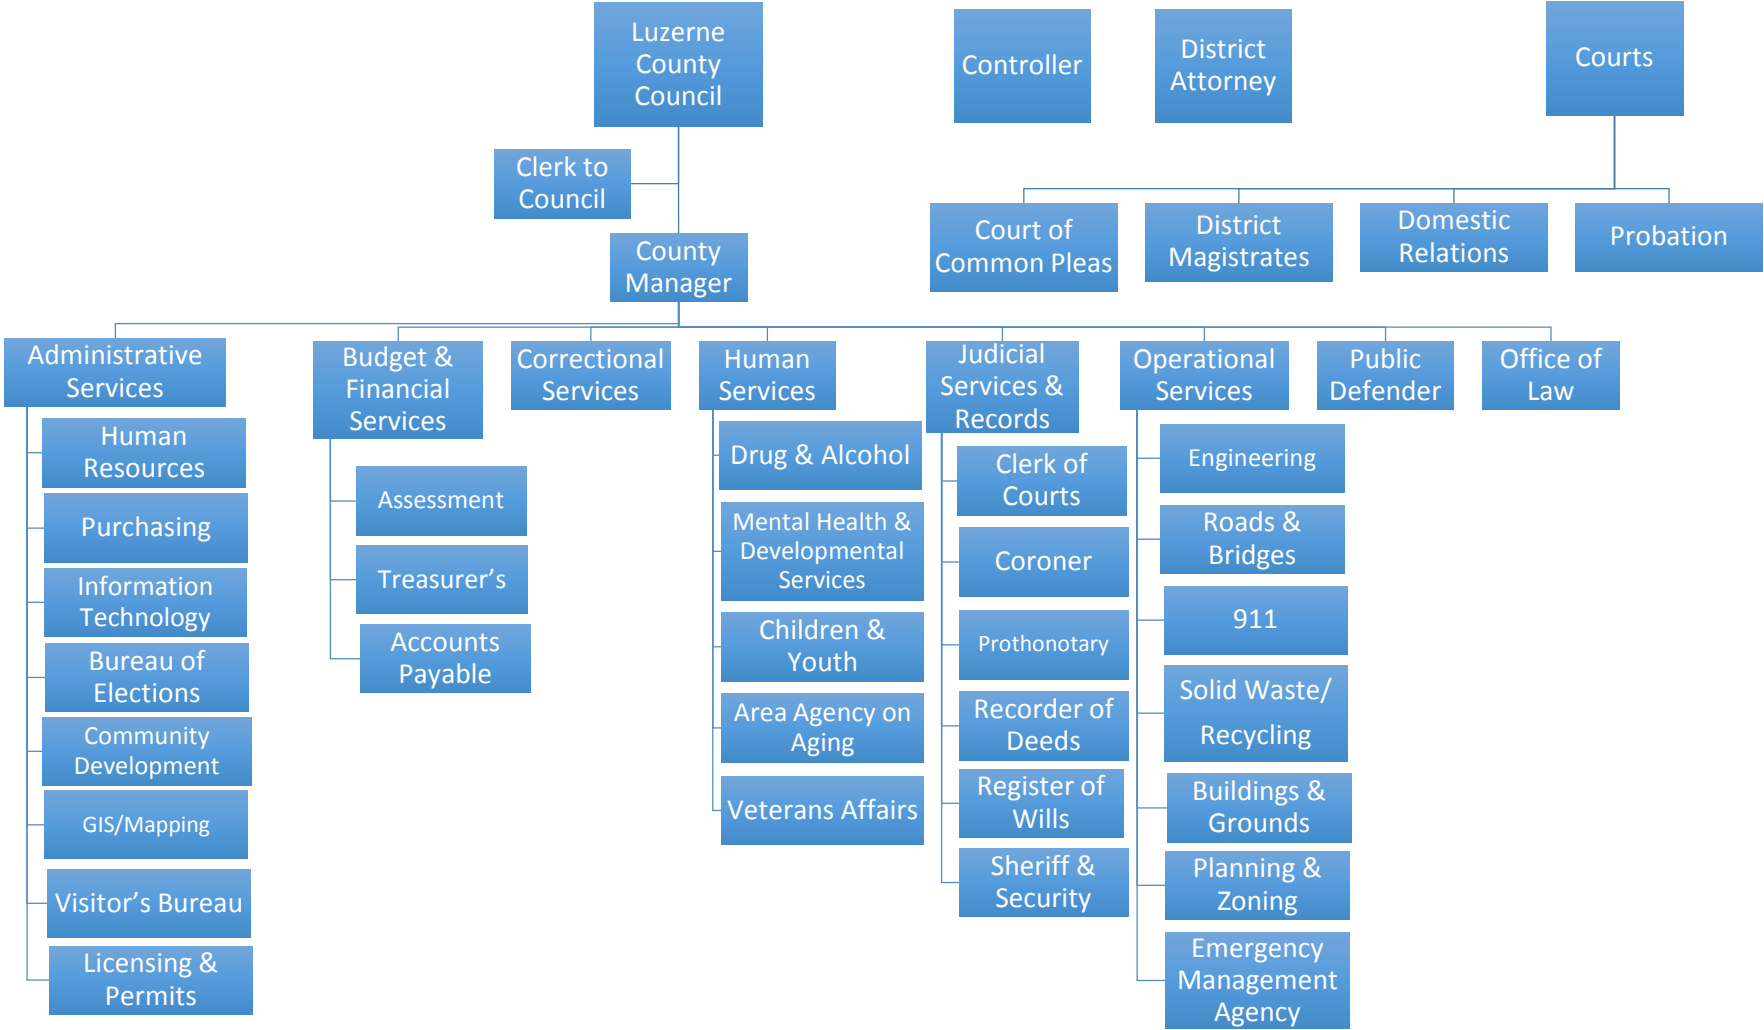 Luzerne
County
Council
Controller
District
Attorney
Courts
Clerk to
Council
County
Manager
Court of
Common Pleas
District
Magistrates
Domestic
Relations
Probation
Administrative
Services
Budget &
Financial
Services
Correctional
Services
Human
Services
Judicial
Services &
Records
Operational
Services
Public
Defender
Office of
Law
Human
Resources
Purchasing
Information
Technology
Bureau of
Elections
Community
Development
GIS/Mapping
Visitor’s Bureau
Licensing &
Permits
Assessment
Treasurer’s
Accounts
Payable
Drug & Alcohol
Mental Health &
Developmental
Services
Children &
Youth
Area Agency on
Aging
Veterans Affairs
Clerk of
Courts
Coroner
Prothonotary
Recorder of
Deeds
Register of
Wills
Sheriff &
Security
Engineering
Roads &
Bridges
911
Solid Waste/
Recycling
Buildings &
Grounds
Planning &
Zoning
Emergency
Management
Agency